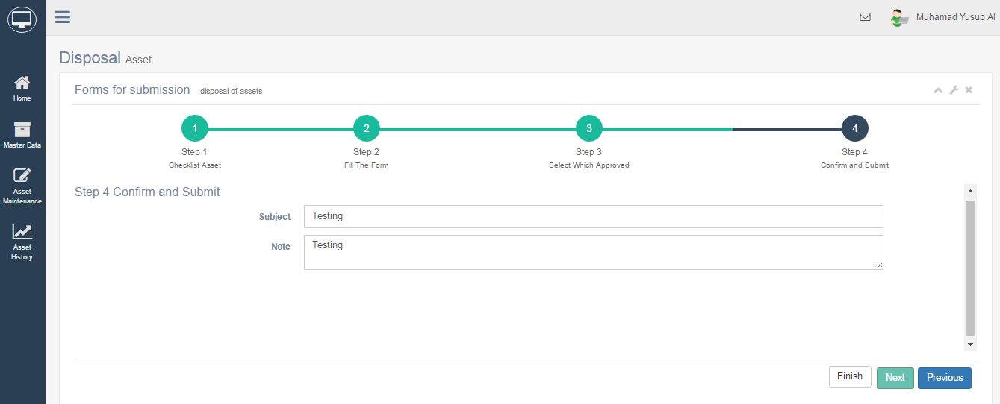 Muhamad Yusup Al
Home
Master Data
Asset
Maintenance
Asset
History
Disposal Asset
Forms for submission disposal of assets
1 2 3 4
Step 1 Step 2 Step 3 Step 4
Checklist Asset Fill The Form Select Which Approved Confirm and Submit
Step 4 Confirm and Submit
Subject Testing
Note Testing
Finish Next Previous